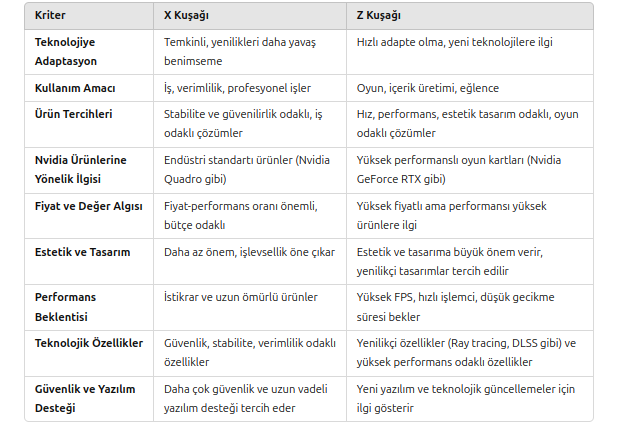 Kriter X Kuşağı Z Kuşağı
Teknolojiye Adaptasyon Temkinli, yenilikleri daha yavaş benimseme Hızlı adapte olma, yeni teknolojilere ilgi
Kullanım Amacı İş, verimlilik, profesyonel işler Oyun, içerik üretimi, eğlence
Ürün Tercihleri Stabilite ve güvenilirlik odaklı, iş odaklı çözümler Hız, performans, estetik tasarım odaklı, oyun odaklı çözümler
Nvidia Ürünlerine Yönelik İlgisi Endüstri standartı ürünler (Nvidia Quadro gibi) Yüksek performanslı oyun kartları (Nvidia GeForce RTX gibi)
Fiyat ve Değer Algısı Fiyat-performans oranı önemli, bütçe odaklı Yüksek fiyatlı ama performansı yüksek ürünlere ilgi
Estetik ve Tasarım Daha az önem, işlevsellik öne çıkar Estetik ve tasarıma büyük önem verir, yenilikçi tasarımlar tercih edilir
Performans Beklentisi İstikrar ve uzun ömürlü ürünler Yüksek FPS, hızlı işlemci, düşük gecikme süresi bekler
Teknolojik Özellikler Güvenlik, stabilite, verimlilik odaklı özellikler Yenilikçi özellikler (Ray tracing, DLSS gibi) ve yüksek performans odaklı özellikler
Güvenlik ve Yazılım Desteği Daha çok güvenlik ve uzun vadeli yazılım desteği tercih eder Yeni yazılım ve teknolojik güncellemeler için ilgi gösterir